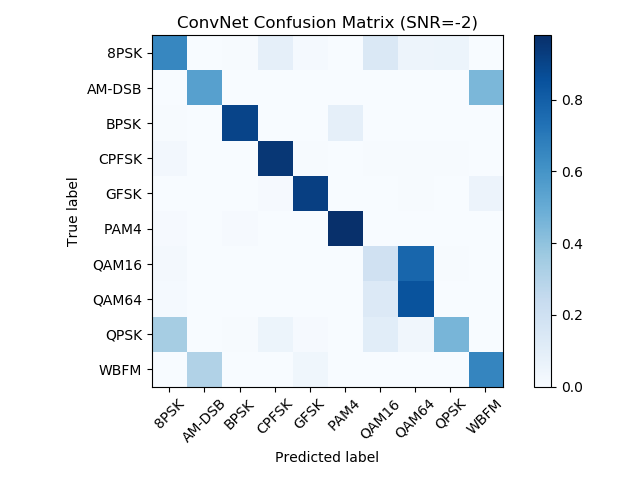 ConvNet Confusion Matrix (SNR=-2)
8PSK
AM-DSB
BPSK
CPFSK
GFSK
PAM4
QAM16
QAM64
QPSK
WBFM
True label
8PSK
AM-DSB
BPSK
CPFSK
GFSK
PAM4
QAM16
QAM64
QPSK
WBFM
Predicted label
0.8
0.6
0.4
0.2
0.0